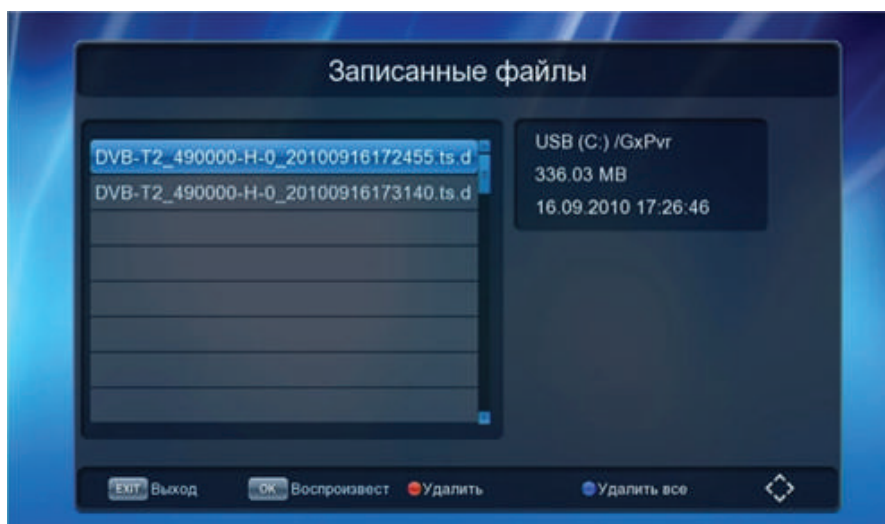 Записанные файлы
DVB-T2_490000-H-0_20100916172455.ts.d
DVB-T2_490000-H-0_20100916173140.ts.d
USB (C:) /GxPvr
336.03 MB
16.09.2010 17:26:46
EXIT Выход OK Воспроизвест Удалить Удалить все